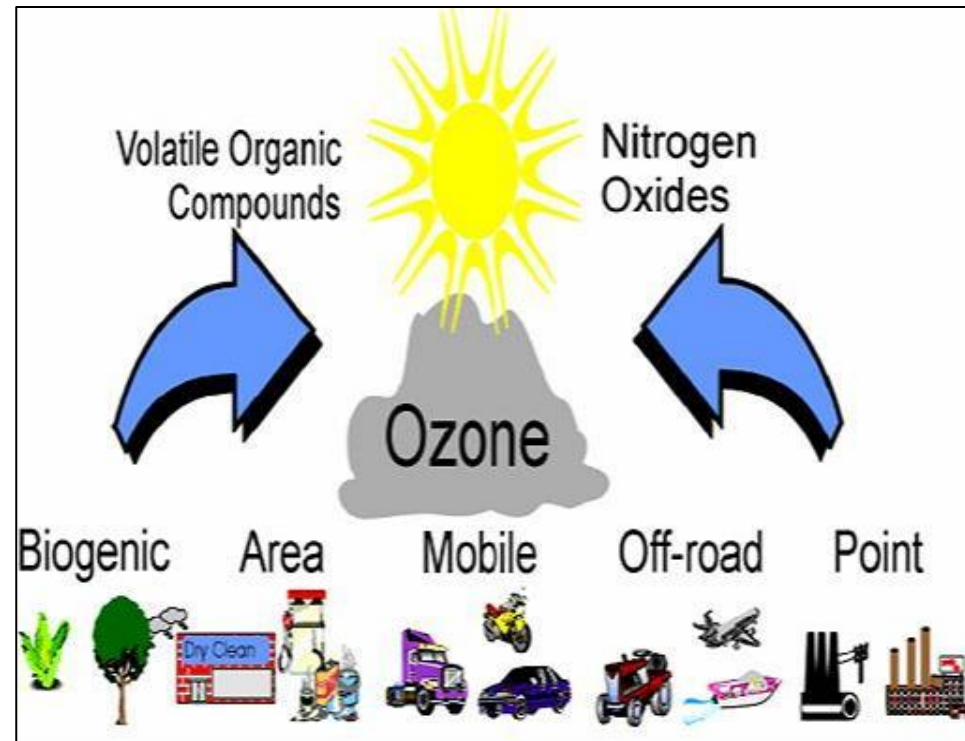 Volatile Organic
Compounds
Nitrogen
Oxides
Ozone
Biogenic
Area
Mobile
Off-road
Point
Dry Clean